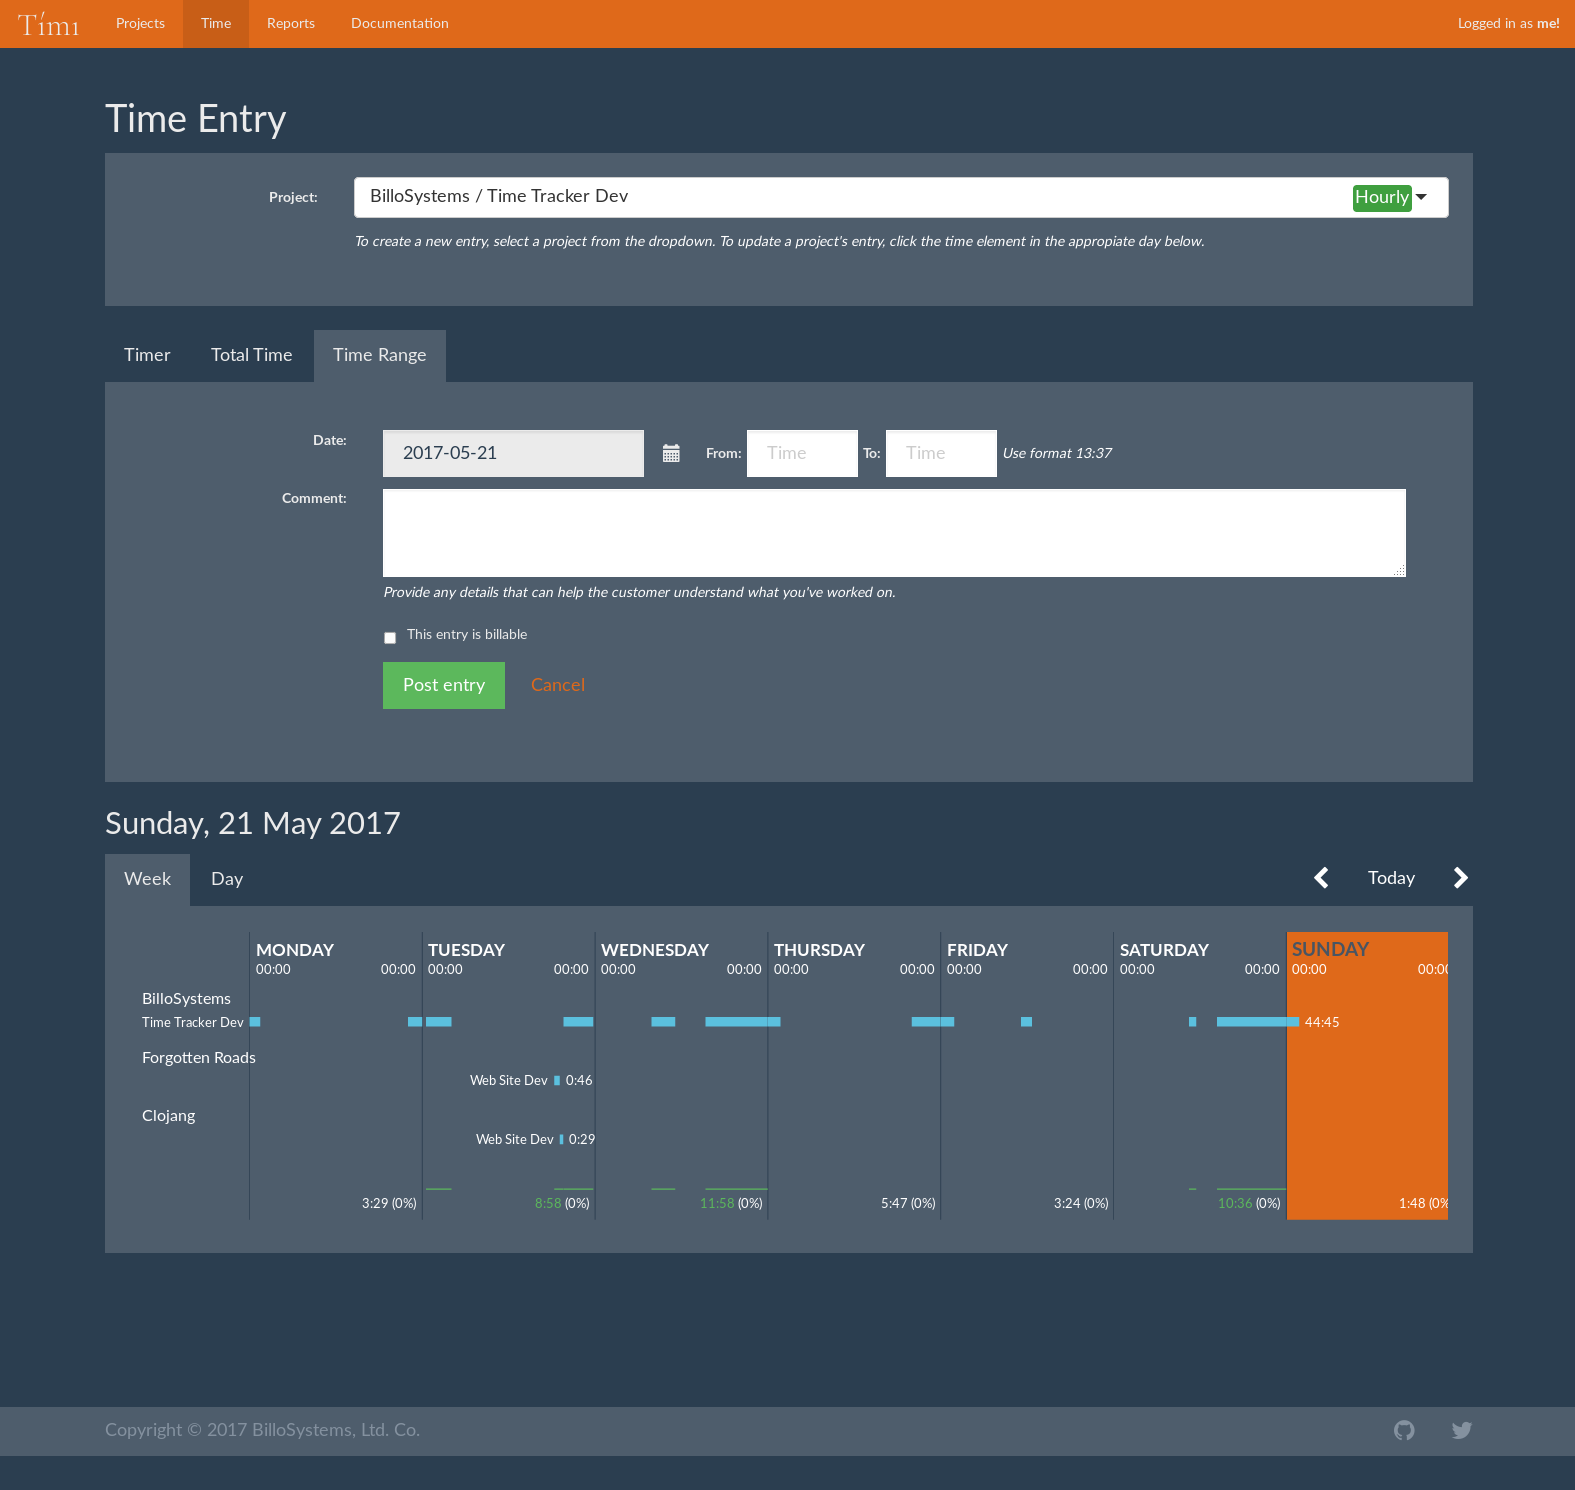 Tímı Projects Time Reports Documentation Logged in as me!
Time Entry
Project: BilloSystems / Time Tracker Dev Hourly
To create a new entry, select a project from the dropdown. To update a project's entry, click the time element in the appropiate day below.
Timer Total Time Time Range
Date: 2017-05-21 From: Time To: Time Use format 13:37
Comment:
Provide any details that can help the customer understand what you've worked on.
This entry is billable
Post entry Cancel
Sunday, 21 May 2017
Week Day Today
MONDAY TUESDAY WEDNESDAY THURSDAY FRIDAY SATURDAY SUNDAY
00:00 00:00 00:00 00:00 00:00 00:00 00:00 00:00 00:00 00:00 00:00 00:00 00:00 00:00
BilloSystems
Time Tracker Dev 44:45
Forgotten Roads
Web Site Dev 0:46
Clojang
Web Site Dev 0:29
3:29 (0%) 8:58 (0%) 11:58 (0%) 5:47 (0%) 3:24 (0%) 10:36 (0%) 1:48 (0%
Copyright © 2017 BilloSystems, Ltd. Co.